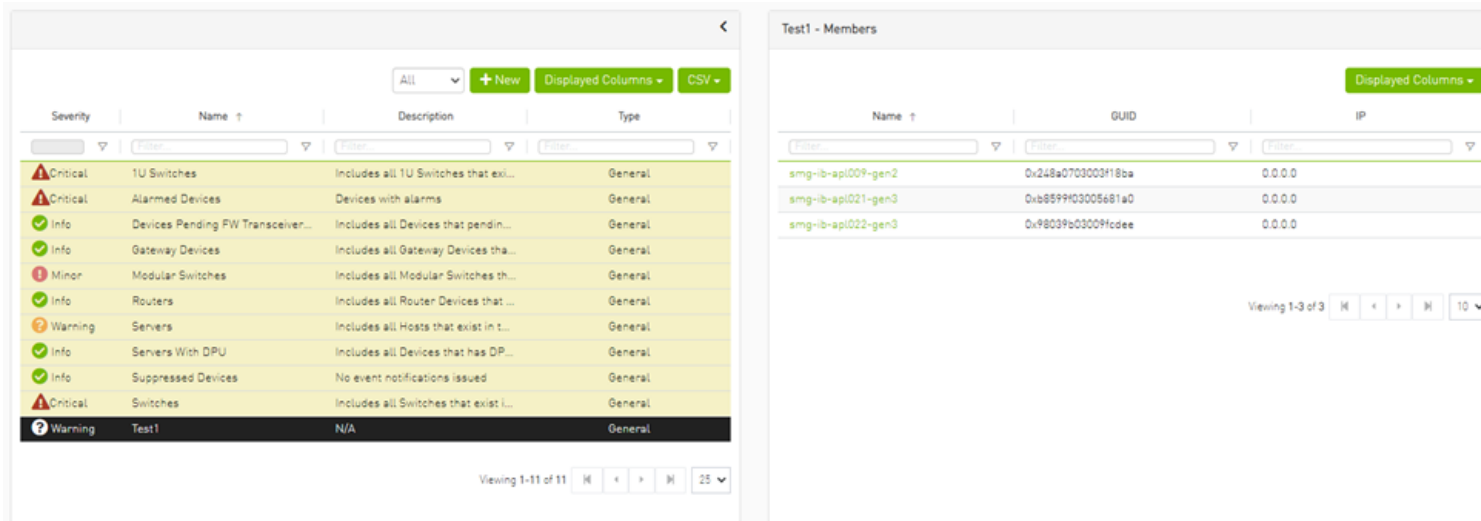 Test1 - Members
All
New
Displayed Columns
CSV
Displayed Columns
Severity Name ↑ Description Type
Filter... Filter... Filter...
Critical 1U Switches Includes all 1U Switches that exi... General
Critical Alarmed Devices Devices with alarms General
Info Devices Pending FW Transceiver... Includes all Devices that pendin... General
Info Gateway Devices Includes all Gateway Devices tha... General
Minor Modular Switches Includes all Modular Switches th... General
Info Routers Includes all Router Devices that ... General
Warning Servers Includes all Hosts that exist in t... General
Info Servers With DPU Includes all Devices that has DP... General
Info Suppressed Devices No event notifications issued General
Critical Switches Includes all Switches that exist i... General
Warning Test1 N/A General
Viewing 1-11 of 11 25
Name ↑ GUID IP
Filter... Filter... Filter...
smg-ib-apl009-gen2 0x248a0703003f18ba 0.0.0.0
smg-ib-apl021-gen3 0xb8599f03005681a0 0.0.0.0
smg-ib-apl022-gen3 0x98039b03009fcdee 0.0.0.0
Viewing 1-3 of 3 10